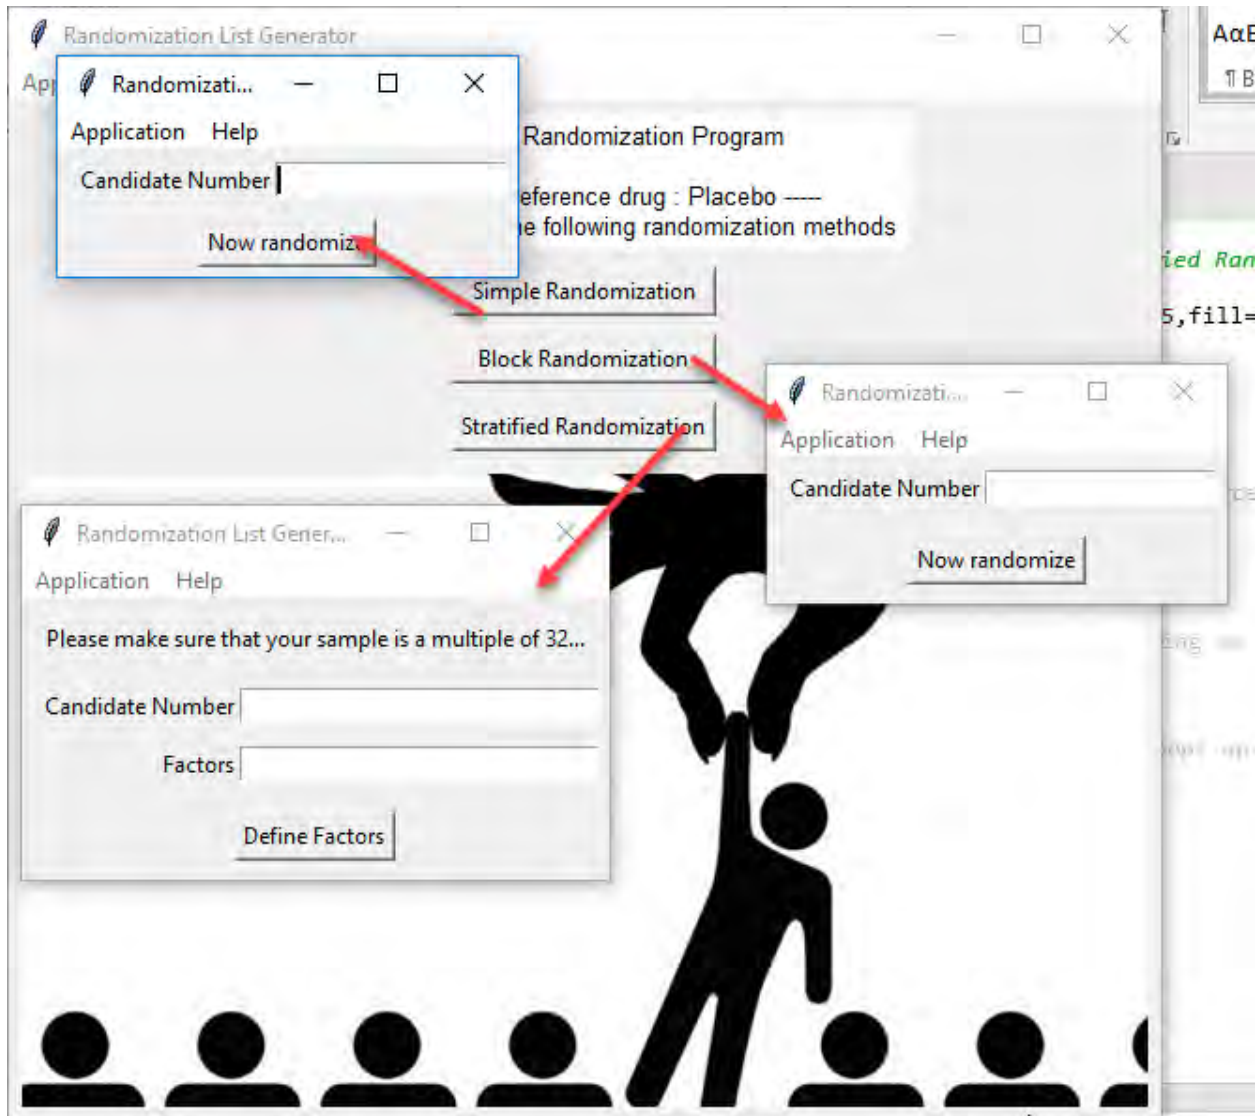 Randomization List Generator
Randomizati...
Application Help
Candidate Number
Now randomize
Randomization Program
eference drug : Placebo -----
e following randomization methods
Simple Randomization
Block Randomization
Stratified Randomization
Randomizati...
Application Help
Candidate Number
Now randomize
Randomization List Gener...
Application Help
Please make sure that your sample is a multiple of 32...
Candidate Number
Factors
Define Factors
AαE
¶ B
ied Ran
5,fill=